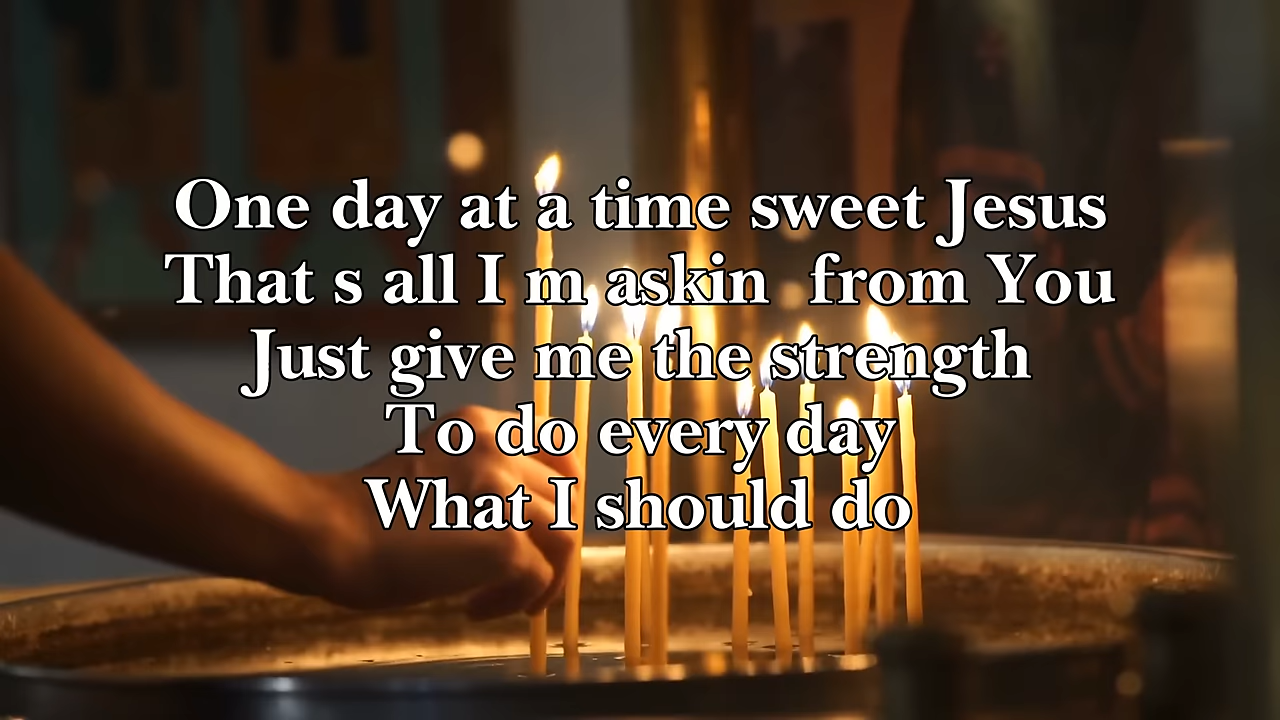 One day at a time sweet Jesus
That s all I m askin  from You
Just give me the strength
To do every day
What I should do